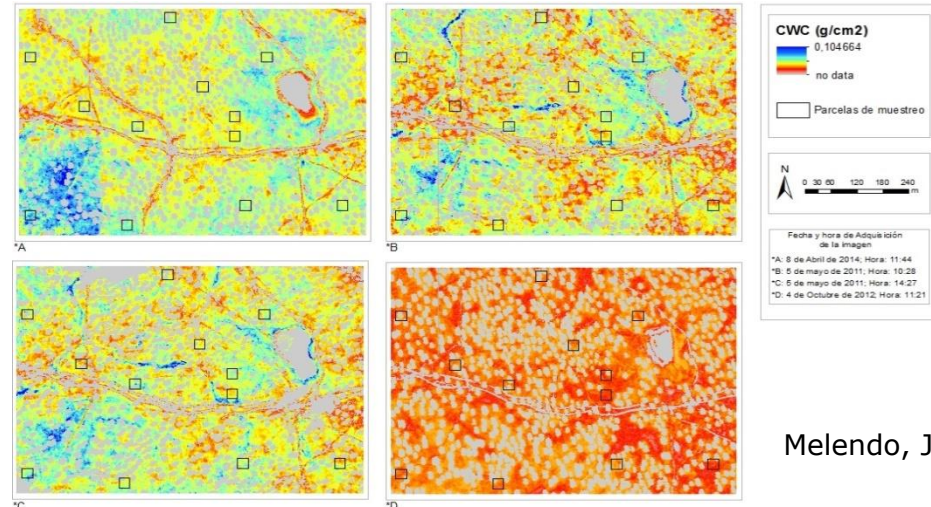 *A
*B
*C
*D
CWC (g/cm2)
0,104664
no data
Parcelas de muestreo
N
0 30 60 120 180 240
m
Fecha y hora de Adquisición
de la imagen
*A: 8 de Abril de 2014; Hora: 11:44
*B: 5 de mayo de 2011; Hora: 10:28
*C: 5 de mayo de 2011; Hora: 14:27
*D: 4 de Octubre de 2012; Hora: 11:21
Melendo, J